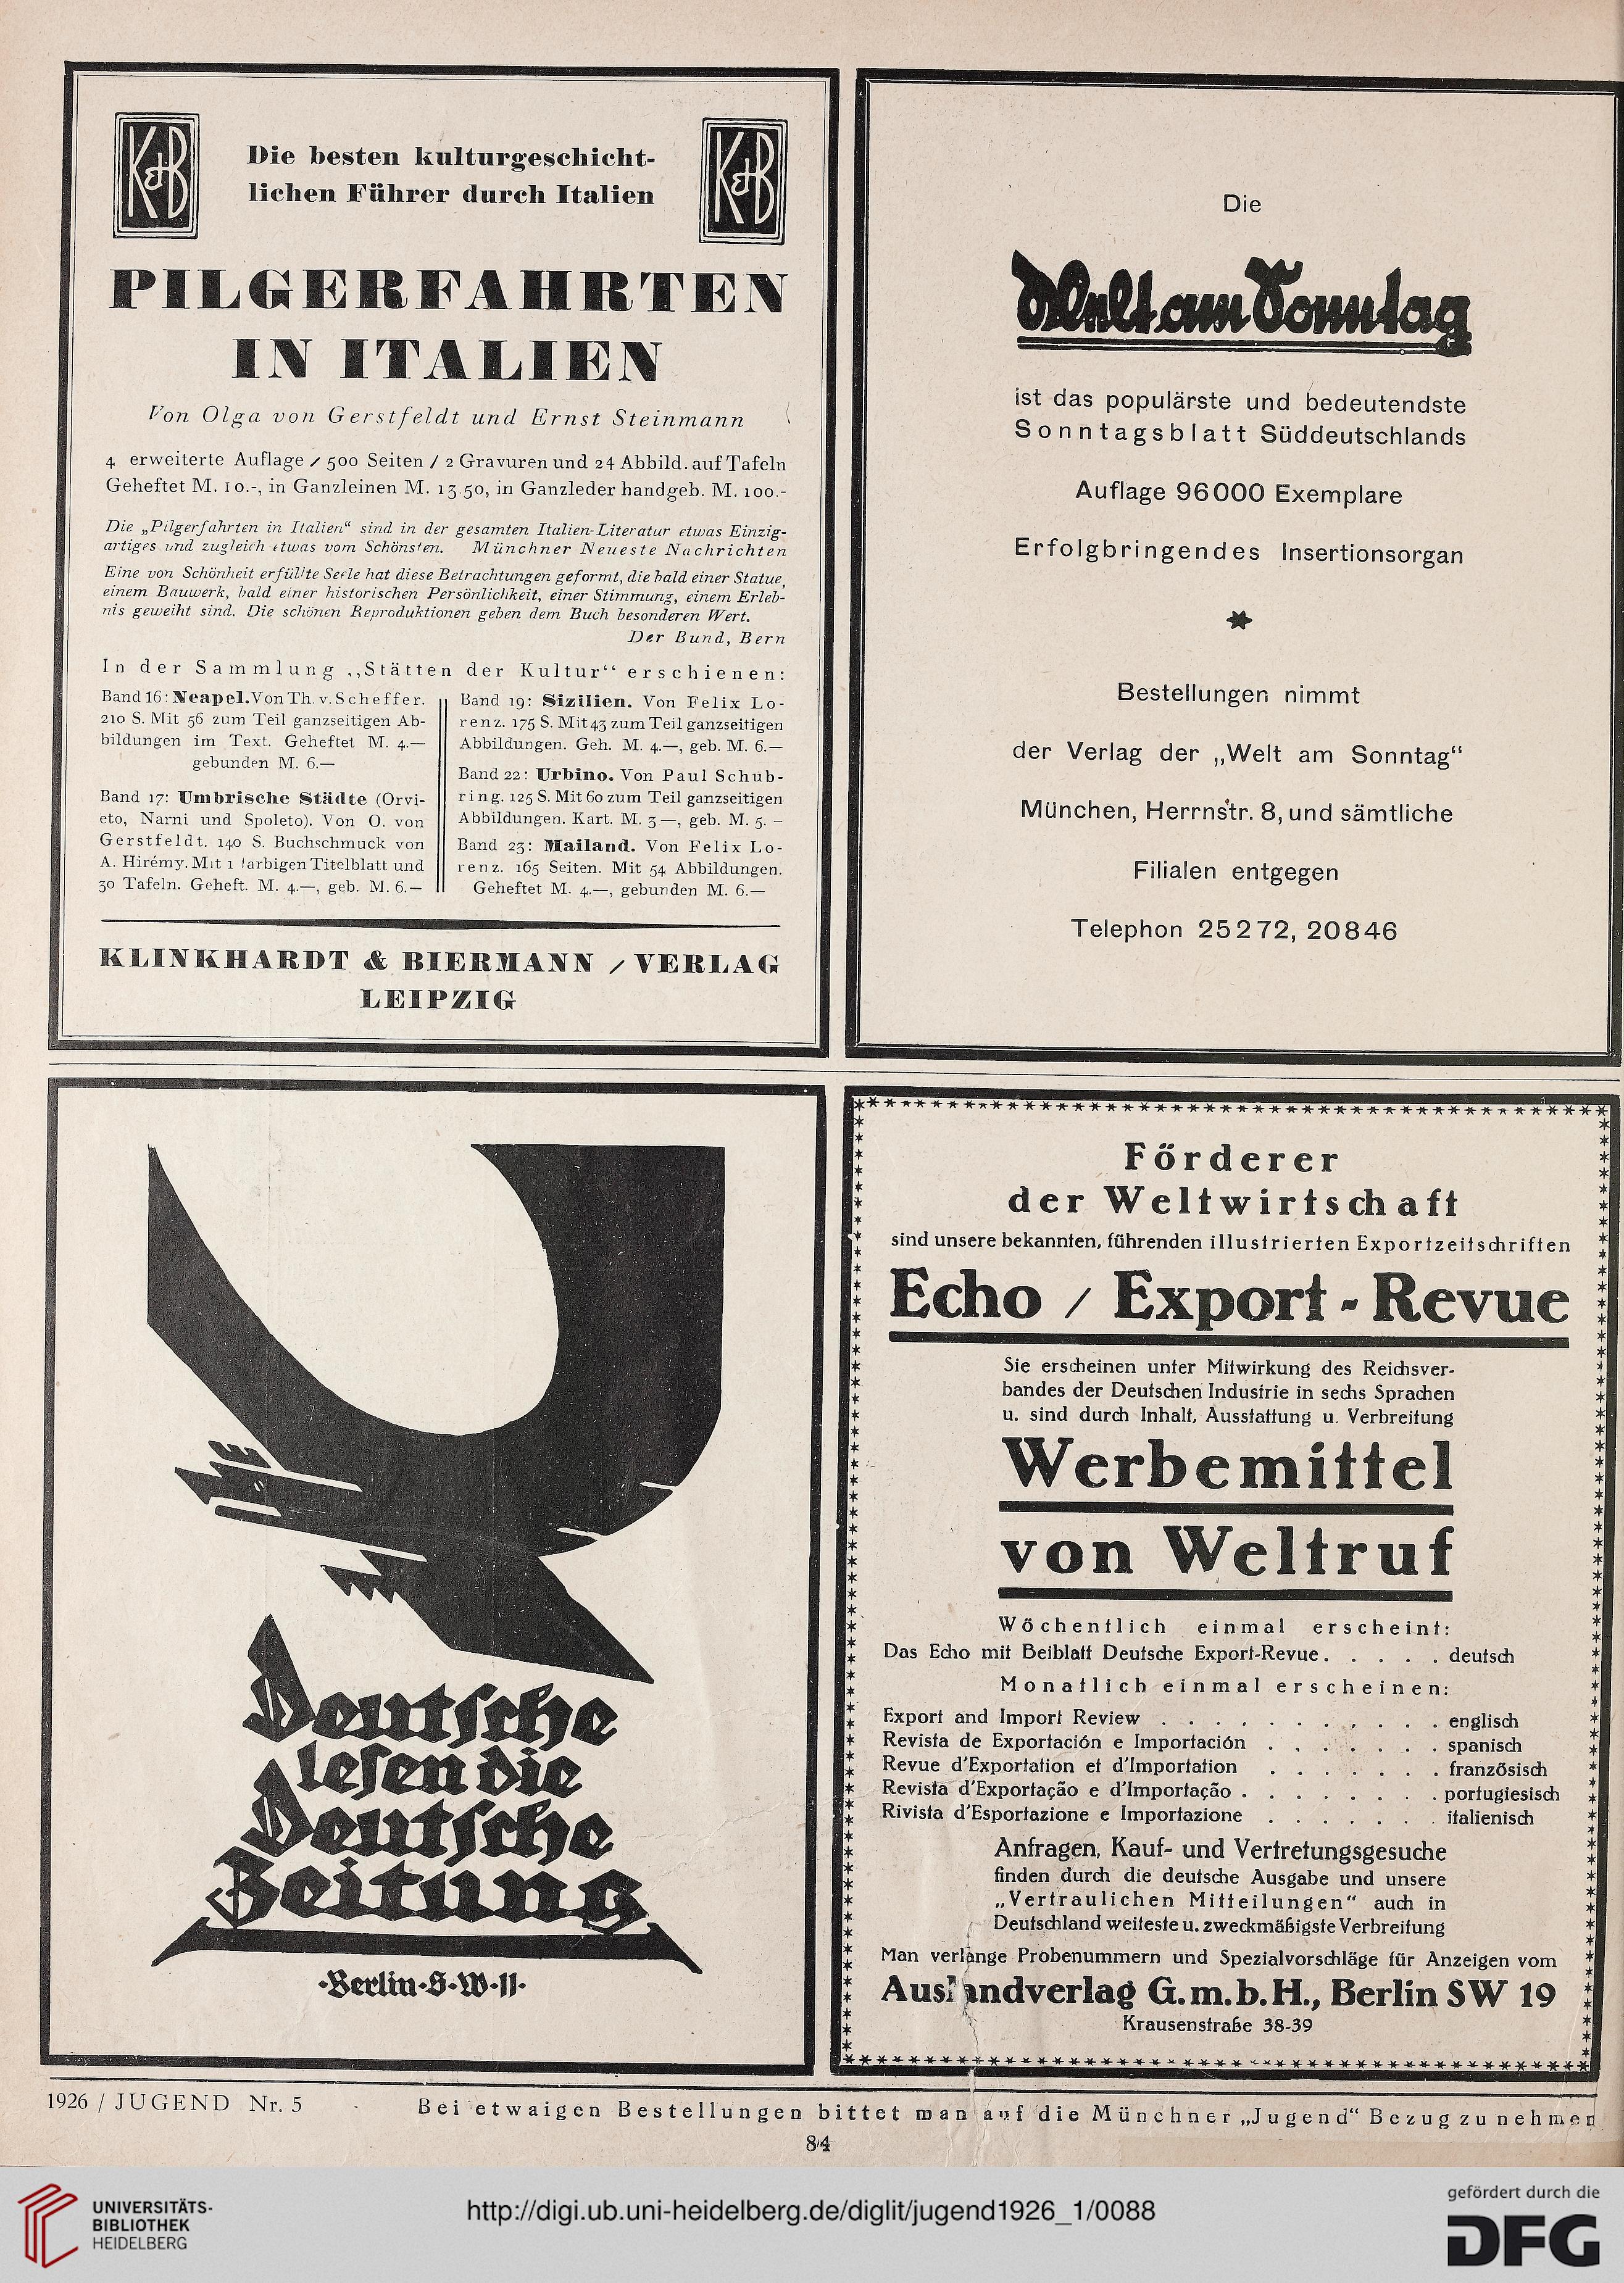 K&B
Die besten kulturgeschicht-
lichen Führer durch Italien
K&B
PILGERFAHRTEN
IN ITALIEN
Von Olga von Gerstfeldt und Ernst Steinmann
4 erweiterte Auflage / 500 Seiten / 2 Gravuren und 24 Abbild. auf Tafeln
Geheftet M. 10.-, in Ganzleinen M. 13.50, in Ganzleder handgeb. M. 100.-
Die „Pilgerfahrten in Italien“ sind in der gesamten Italien-Literatur etwas Einzig-
artiges und zugleich etwas vom Schönsten. Münchner Neueste Nachrichten
Eine von Schönheit erfüllte Seele hat diese Betrachtungen geformt, die bald einer Statue,
einem Bauwerk, bald einer historischen Persönlichkeit, einer Stimmung, einem Erleb-
nis geweiht sind. Die schönen Reproduktionen geben dem Buch besonderen Wert.
Der Bund, Bern
In der Sammlung „Stätten der Kultur“ erschienen:
Band 16: Neapel. Von Th. v. Scheffer.
210 S. Mit 56 zum Teil ganzseitigen Ab-
bildungen im Text. Geheftet M. 4.—
gebunden M. 6.—
Band 17: Umbrische Städte (Orvi-
eto, Narni und Spoleto). Von O. von
Gerstfeldt. 140 S. Buchschmuck von
A. Hirémy. Mit 1 farbigen Titelblatt und
30 Tafeln. Geheft. M. 4.—, geb. M. 6.—
Band 19: Sizilien. Von Felix Lo-
renz. 175 S. Mit 43 zum Teil ganzseitigen
Abbildungen. Geh. M. 4.—, geb. M. 6.—
Band 22: Urbino. Von Paul Schub-
ring. 125 S. Mit 60 zum Teil ganzseitigen
Abbildungen. Kart. M. 3—, geb. M. 5.–
Band 23: Mailand. Von Felix Lo-
renz. 165 Seiten. Mit 54 Abbildungen.
Geheftet M. 4.—, gebunden M. 6.—
KLINKHARDT & BIERMANN / VERLAG
LEIPZIG
Die
Welt am Sonntag
ist das populärste und bedeutendste
Sonntagsblatt Süddeutschlands
Auflage 96000 Exemplare
Erfolgbringendes Insertionsorgan
Bestellungen nimmt
der Verlag der „Welt am Sonntag“
München, Herrnstr. 8, und sämtliche
Filialen entgegen
Telephon 25272, 20846
Deutsche
lesen die
Deutsche
Zeitung
·Berlin·S·W·11·
Förderer
der Weltwirtschaft
sind unsere bekannten, führenden illustrierten Exportzeitschriften
Echo / Export-Revue
Sie erscheinen unter Mitwirkung des Reichsver-
bandes der Deutschen Industrie in sechs Sprachen
u. sind durch Inhalt, Ausstattung u. Verbreitung
Werbemittel
von Weltruf
Wöchentlich einmal erscheint:
Das Echo mit Beiblatt Deutsche Export-Revue . . . . . deutsch
Monatlich einmal erscheinen:
Export and Import Review . . . . . . . . . . . englisch
Revista de Exportación e Importación . . . . . . . spanisch
Revue d'Exportation et d'Importation . . . . . . . französisch
Revista d'Exportação e d'Importação . . . . . . . . portugiesisch
Rivista d'Esportazione e Importazione . . . . . . . italienisch
Anfragen, Kauf- und Vertretungsgesuche
finden durch die deutsche Ausgabe und unsere
„Vertraulichen Mitteilungen“ auch in
Deutschland weiteste u. zweckmäßigste Verbreitung
Man verlange Probenummern und Spezialvorschläge für Anzeigen vom
Auslandverlag G.m.b.H., Berlin SW 19
Krausenstraße 38-39
1926 / JUGEND Nr. 5
Bei etwaigen Bestellungen bittet man auf die Münchner „Jugend“ Bezug zu nehmen
84
UNIVERSITÄTS-
BIBLIOTHEK
HEIDELBERG
http://digi.ub.uni-heidelberg.de/diglit/jugend1926_1/0088
gefördert durch die
DFG